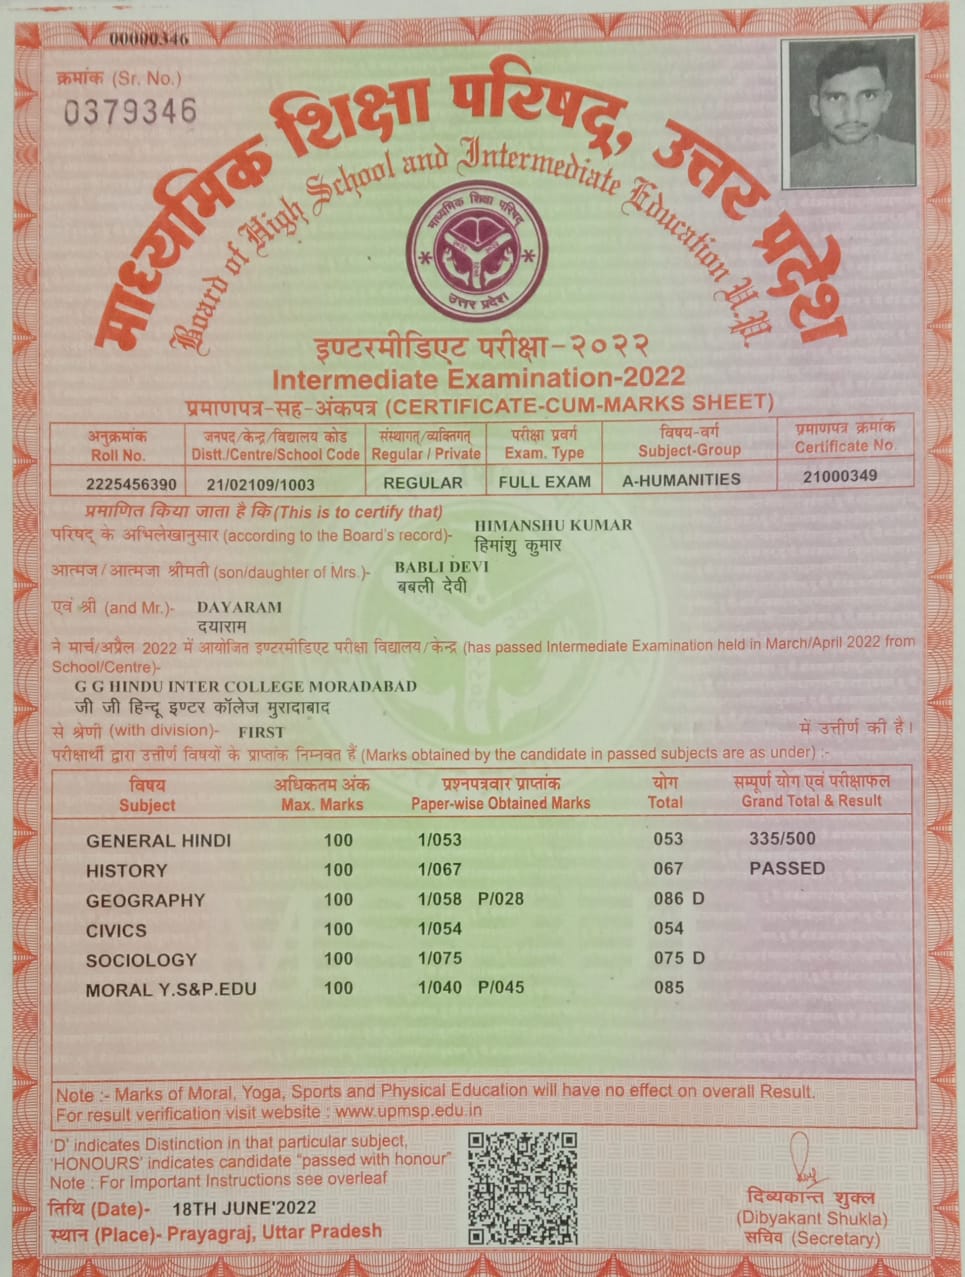 00000346
क्रमांक (Sr. No.)
0379346
माध्यमिक शिक्षा परिषद्, उत्तर प्रदेश
Board of High School and Intermediate Education U.P.
माध्यमिक शिक्षा परिषद्
उत्तर प्रदेश
इण्टरमीडिएट परीक्षा-२०२२
Intermediate Examination-2022
प्रमाणपत्र-सह-अंकपत्र (CERTIFICATE-CUM-MARKS SHEET)
अनुक्रमांक जनपद/केन्द्र/विद्यालय कोड संस्थागत्/व्यक्तिगत् परीक्षा प्रवर्ग विषय-वर्ग प्रमाणपत्र क्रमांक
Roll No. Distt./Centre/School Code Regular / Private Exam. Type Subject-Group Certificate No.
2225456390 21/02109/1003 REGULAR FULL EXAM A-HUMANITIES 21000349
प्रमाणित किया जाता है कि (This is to certify that)
परिषद् के अभिलेखानुसार (according to the Board's record)- HIMANSHU KUMAR
हिमांशु कुमार
आत्मज/आत्मजा श्रीमती (son/daughter of Mrs.)- BABLI DEVI
बबली देवी
एवं श्री (and Mr.)- DAYARAM
दयाराम
ने मार्च/अप्रैल 2022 में आयोजित इण्टरमीडिएट परीक्षा विद्यालय/केन्द्र (has passed Intermediate Examination held in March/April 2022 from
School/Centre)-
G G HINDU INTER COLLEGE MORADABAD
जी जी हिन्दू इण्टर कॉलेज मुरादाबाद
से श्रेणी (with division)- FIRST में उत्तीर्ण की है।
परीक्षार्थी द्वारा उत्तीर्ण विषयों के प्राप्तांक निम्नवत हैं (Marks obtained by the candidate in passed subjects are as under) :-
विषय अधिकतम अंक प्रश्नपत्रवार प्राप्तांक योग सम्पूर्ण योग एवं परीक्षाफल
Subject Max. Marks Paper-wise Obtained Marks Total Grand Total & Result
GENERAL HINDI 100 1/053 053 335/500
HISTORY 100 1/067 067 PASSED
GEOGRAPHY 100 1/058 P/028 086 D
CIVICS 100 1/054 054
SOCIOLOGY 100 1/075 075 D
MORAL Y.S&P.EDU 100 1/040 P/045 085
Note :- Marks of Moral, Yoga, Sports and Physical Education will have no effect on overall Result.
For result verification visit website : www.upmsp.edu.in
'D' indicates Distinction in that particular subject,
'HONOURS' indicates candidate "passed with honour"
Note : For Important Instructions see overleaf
तिथि (Date)- 18TH JUNE'2022
स्थान (Place)- Prayagraj, Uttar Pradesh
दिव्यकान्त शुक्ल
(Dibyakant Shukla)
सचिव (Secretary)